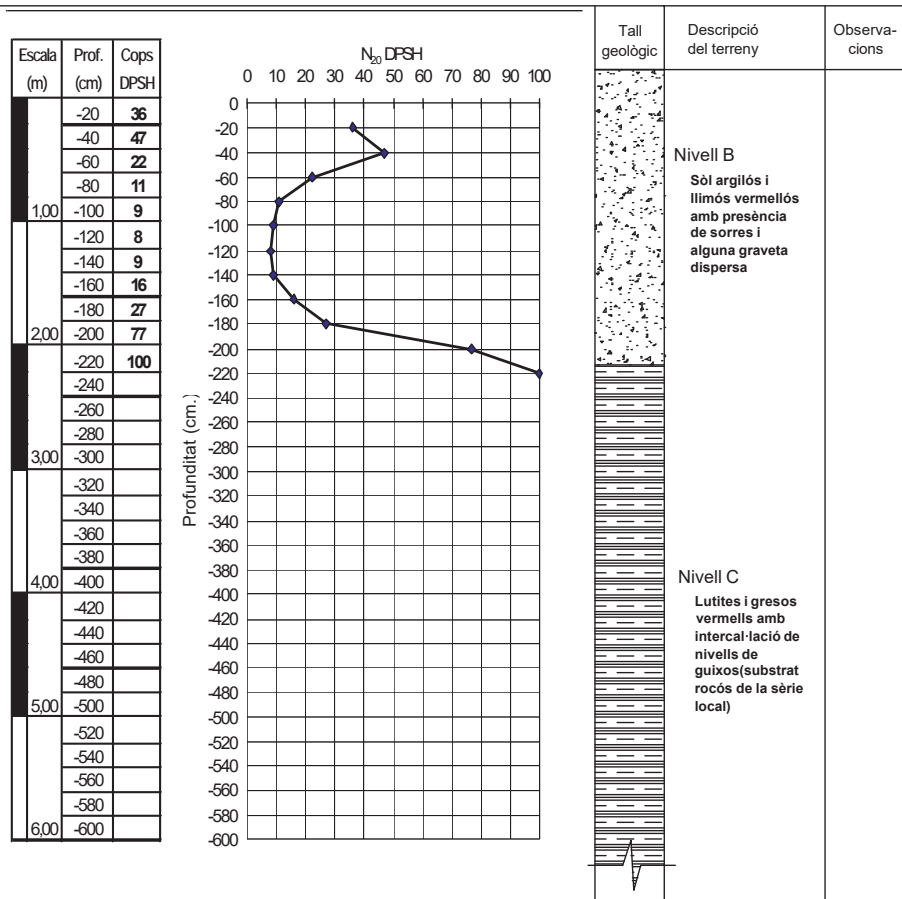 Escala Prof. Cops
(m) (cm) DPSH
-20 36
-40 47
-60 22
-80 11
1,00 -100 9
-120 8
-140 9
-160 16
-180 27
2,00 -200 77
-220 100
-240
-260
-280
3,00 -300
-320
-340
-360
-380
4,00 -400
-420
-440
-460
-480
5,00 -500
-520
-540
-560
-580
6,00 -600
N20 DPSH
0 10 20 30 40 50 60 70 80 90 100
Profunditat (cm.)
0
-20
-40
-60
-80
-100
-120
-140
-160
-180
-200
-220
-240
-260
-280
-300
-320
-340
-360
-380
-400
-420
-440
-460
-480
-500
-520
-540
-560
-580
-600
Tall
geològic
Descripció
del terreny
Observa-
cions
Nivell B
Sòl argilós i
llimós vermellós
amb presència
de sorres i
alguna graveta
dispersa
Nivell C
Lutites i gresos
vermells amb
intercal·lació de
nivells de
guixos(substrat
rocós de la sèrie
local)